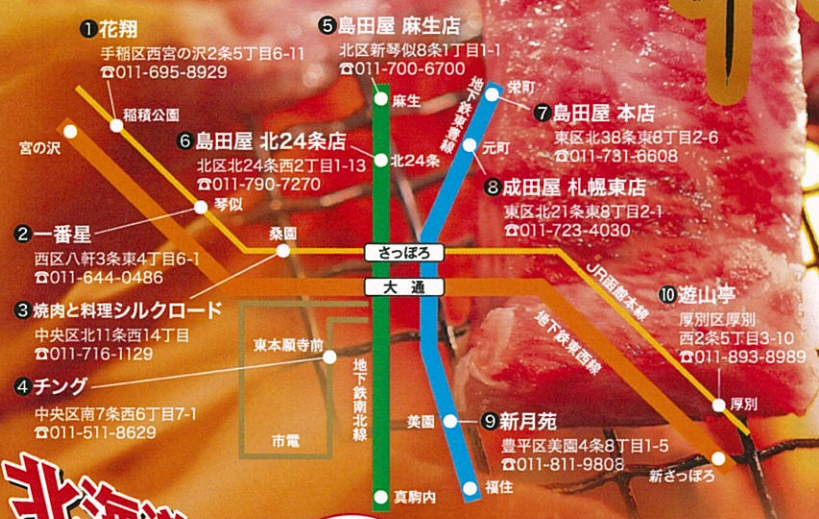 ❶花翔
手稲区西宮の沢2条5丁目6-11
☎011-695-8929
❺島田屋 麻生店
北区新琴似8条1丁目1-1
☎011-700-6700
麻生
地下鉄東豊線
栄町
❼島田屋 本店
東区北38条東8丁目2-6
☎011-731-6608
稲積公園
宮の沢
❻島田屋 北24条店
北区北24条西2丁目1-13
☎011-790-7270
北24条
元町
❽成田屋 札幌東店
東区北21条東8丁目2-1
☎011-723-4030
琴似
❷一番星
西区八軒3条東4丁目6-1
☎011-644-0486
桑園
さっぽろ
大通
❸焼肉と料理シルクロード
中央区北11条西14丁目
☎011-716-1129
JR函館本線
地下鉄東西線
❿遊山亭
厚別区厚別
西2条5丁目3-10
☎011-893-8989
東本願寺前
地下鉄南北線
❹チング
中央区南7条西6丁目7-1
☎011-511-8629
市電
厚別
美園
❾新月苑
豊平区美園4条8丁目1-5
☎011-811-9808
新さっぽろ
真駒内
福住
北海道